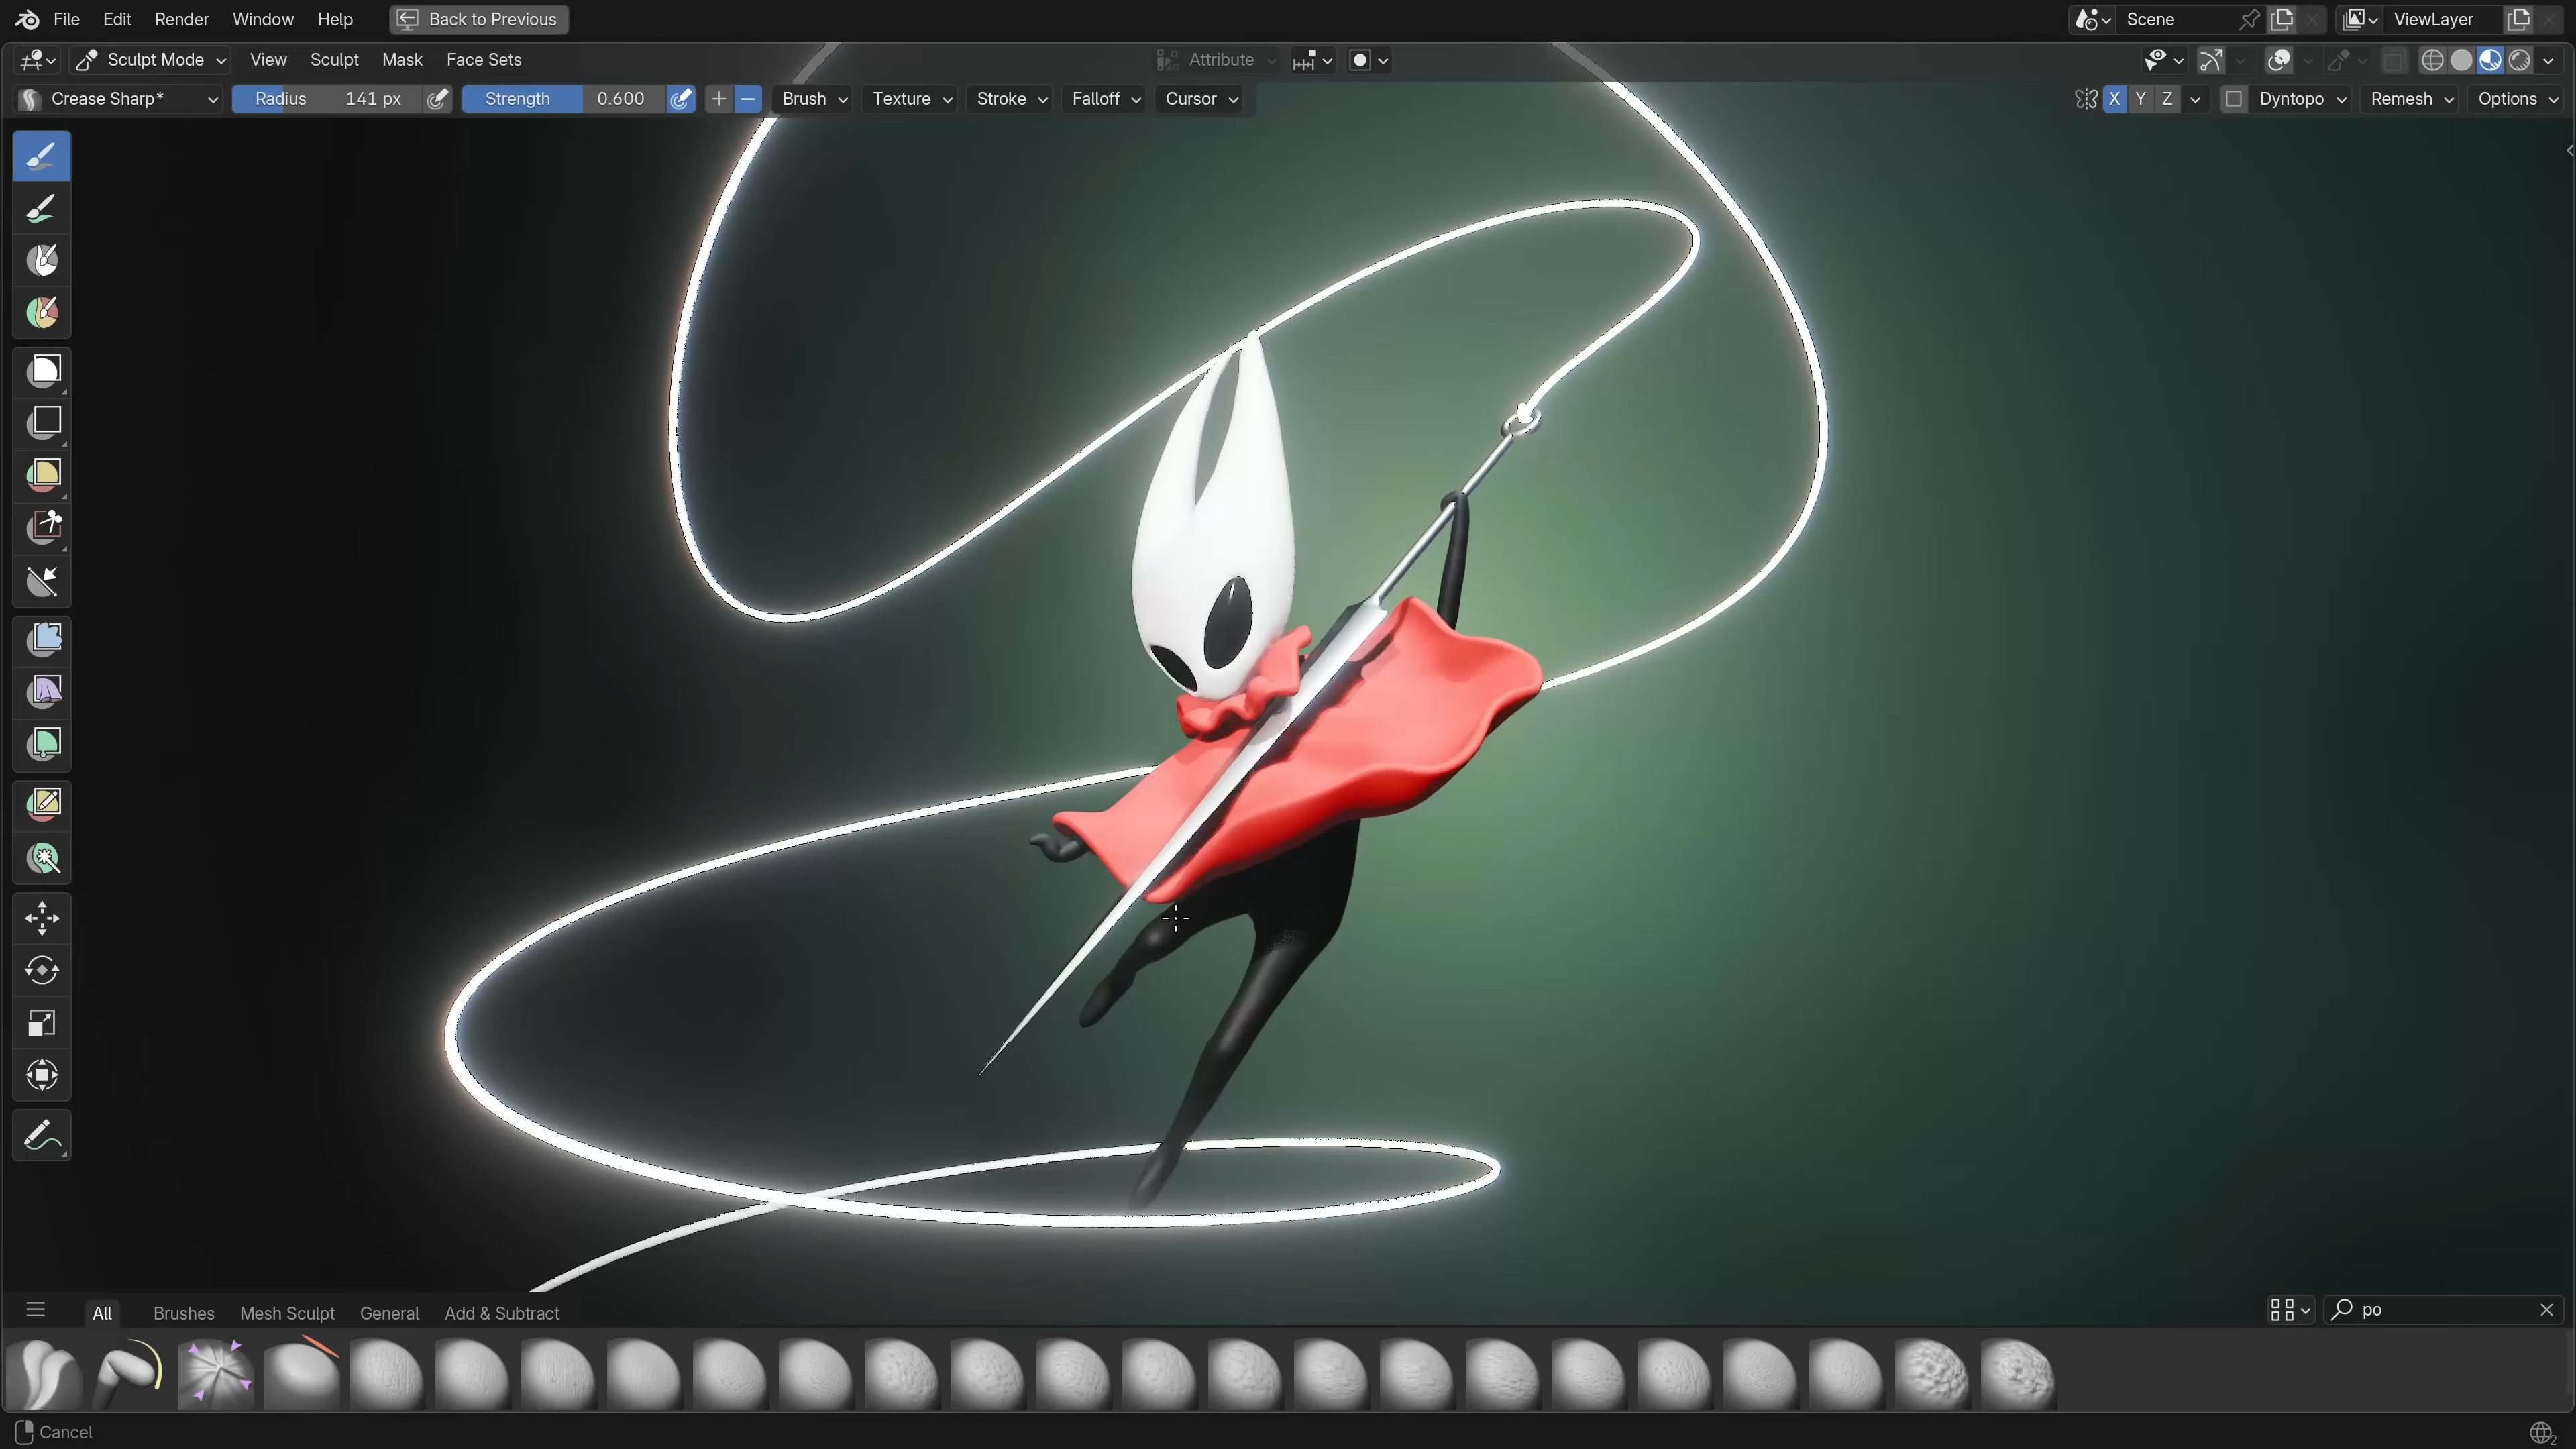 File Edit Render Window Help Back to Previous Scene ViewLayer
Sculpt Mode View Sculpt Mask Face Sets Attribute
Crease Sharp* Radius 141 px Strength 0.600 Brush Texture Stroke Falloff Cursor X Y Z Dyntopo Remesh Options
All Brushes Mesh Sculpt General Add & Subtract po
Cancel 2